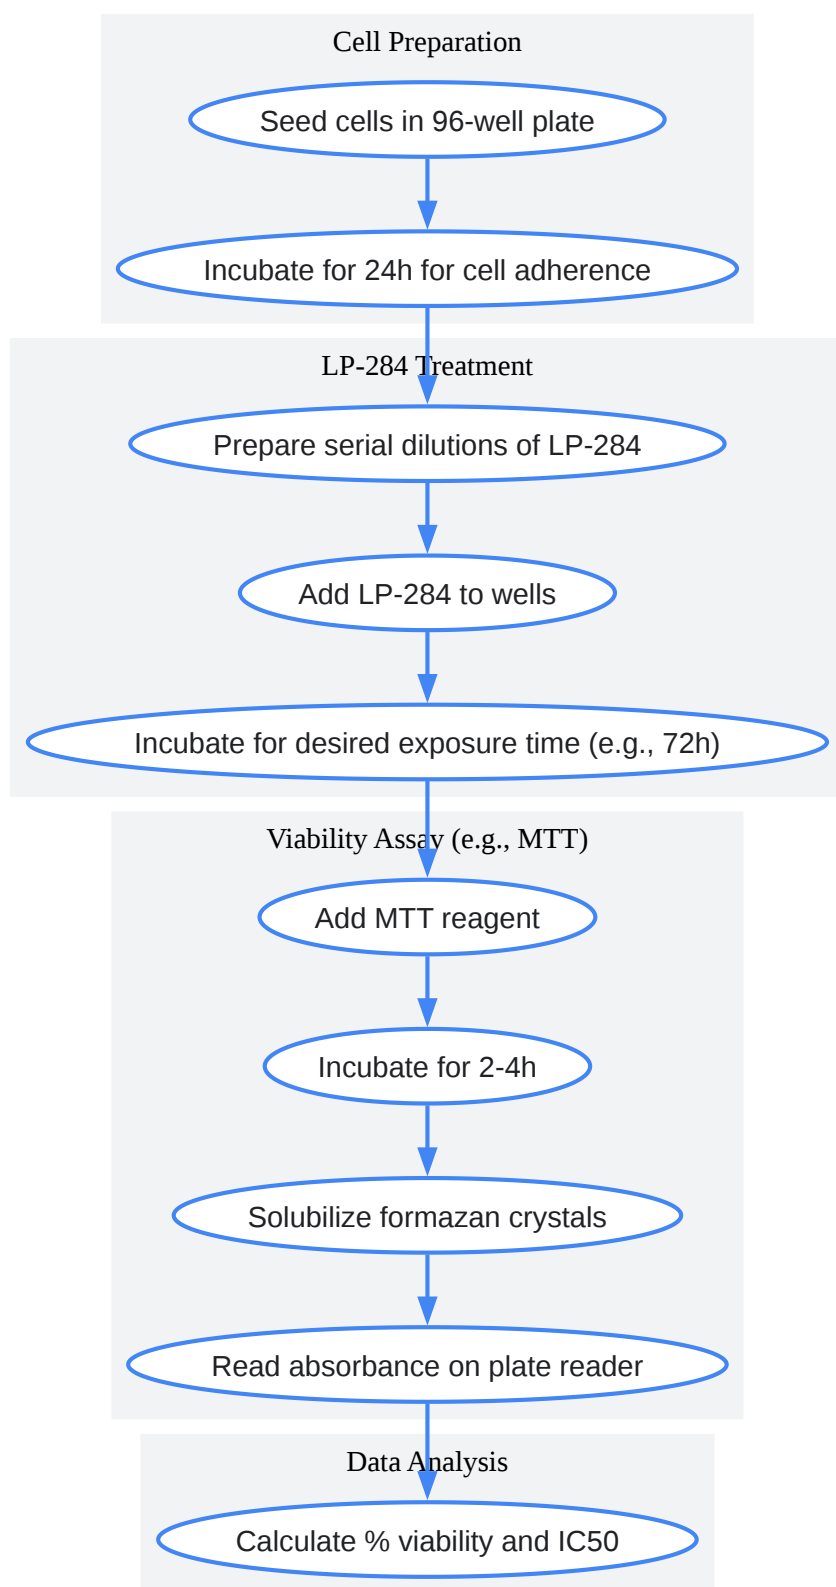 Cell Preparation
Seed cells in 96-well plate
Incubate for 24h for cell adherence
LP-284 Treatment
Prepare serial dilutions of LP-284
Add LP-284 to wells
Incubate for desired exposure time (e.g., 72h)
Viability Assay (e.g., MTT)
Add MTT reagent
Incubate for 2-4h
Solubilize formazan crystals
Read absorbance on plate reader
Data Analysis
Calculate % viability and IC50